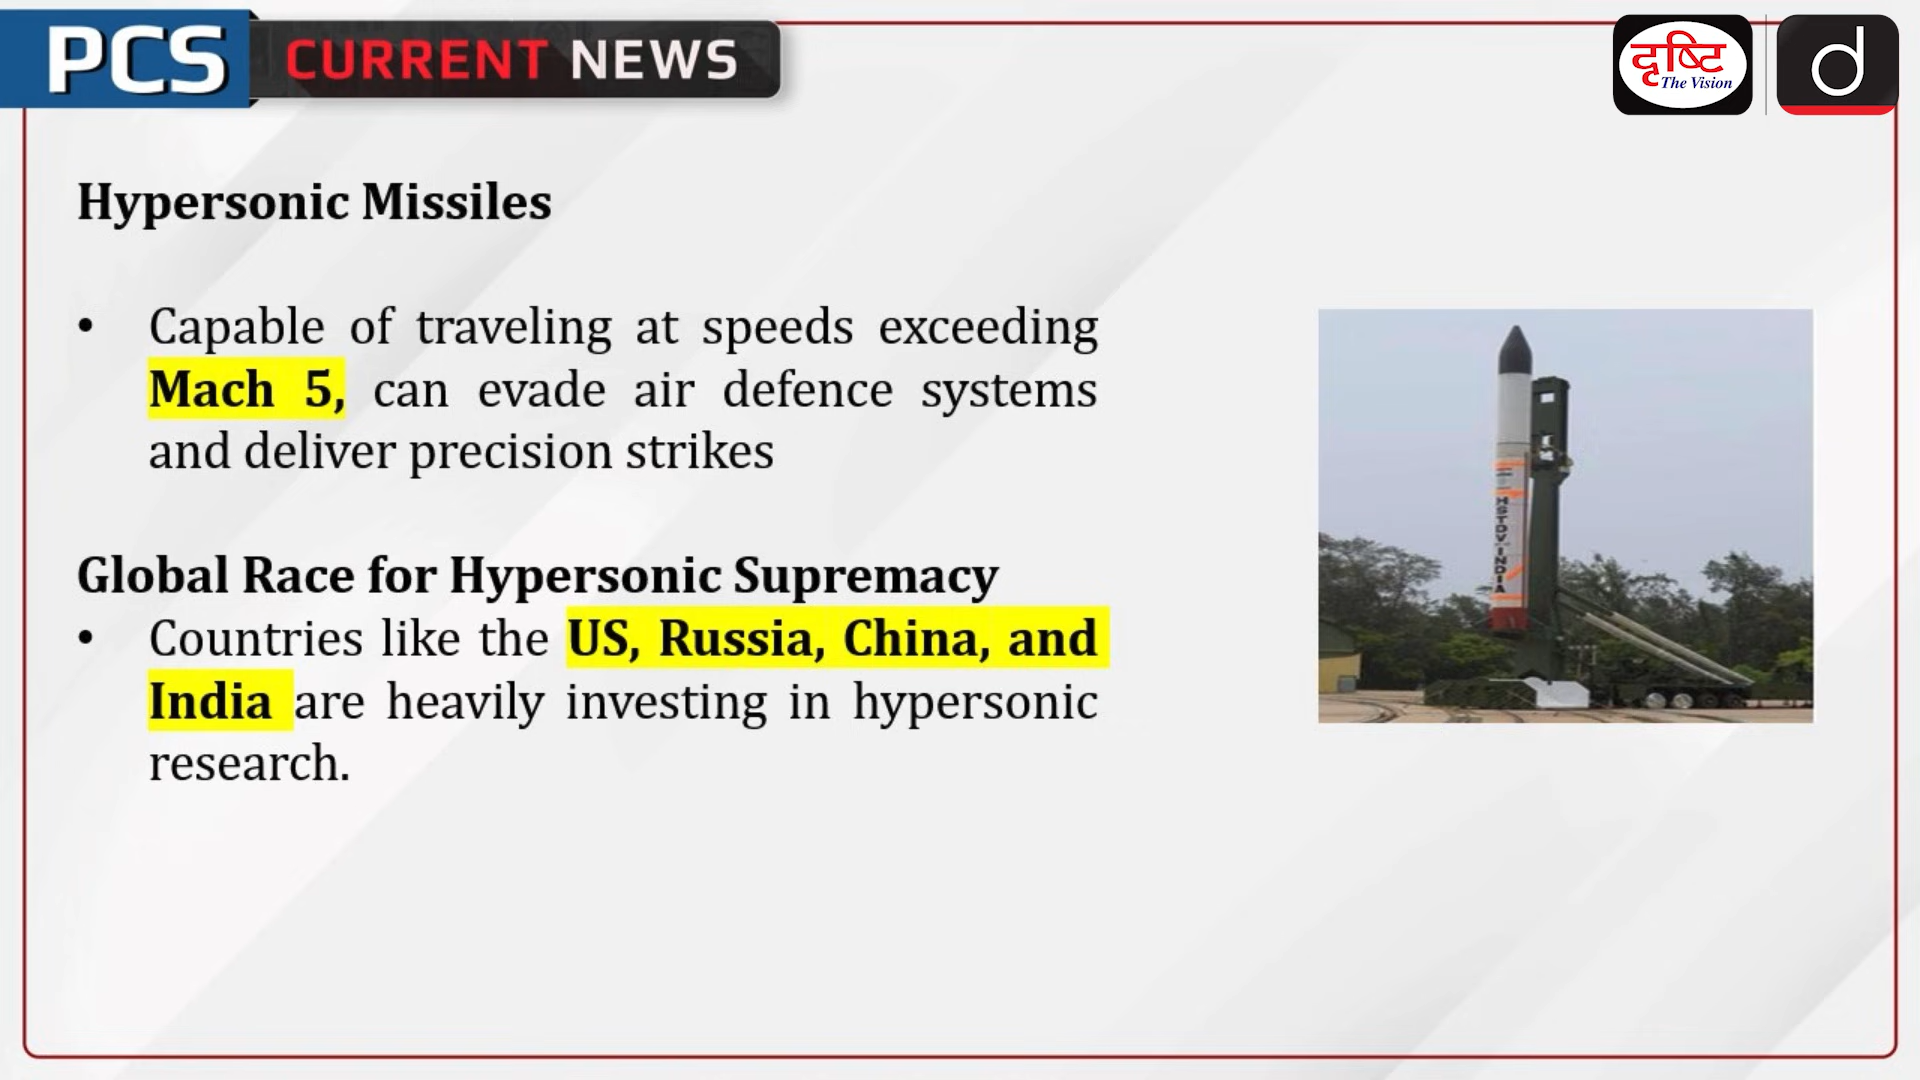 PCS CURRENT NEWS
दृष्टि
The Vision
d
Hypersonic Missiles
• Capable of traveling at speeds exceeding
Mach 5, can evade air defence systems
and deliver precision strikes
Global Race for Hypersonic Supremacy
• Countries like the US, Russia, China, and
India are heavily investing in hypersonic
research.
HSTDV INDIA